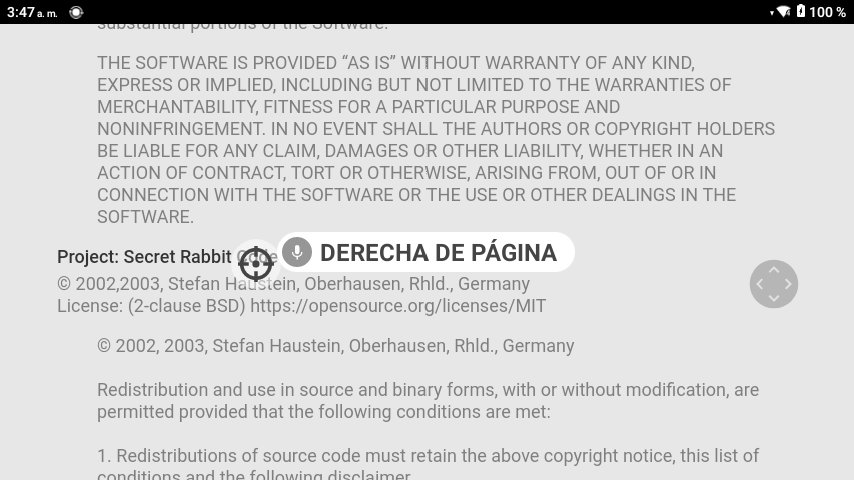 3:47 a. m.
100 %
substantial portions of the Software.
THE SOFTWARE IS PROVIDED “AS IS” WITHOUT WARRANTY OF ANY KIND,
EXPRESS OR IMPLIED, INCLUDING BUT NOT LIMITED TO THE WARRANTIES OF
MERCHANTABILITY, FITNESS FOR A PARTICULAR PURPOSE AND
NONINFRINGEMENT. IN NO EVENT SHALL THE AUTHORS OR COPYRIGHT HOLDERS
BE LIABLE FOR ANY CLAIM, DAMAGES OR OTHER LIABILITY, WHETHER IN AN
ACTION OF CONTRACT, TORT OR OTHERWISE, ARISING FROM, OUT OF OR IN
CONNECTION WITH THE SOFTWARE OR THE USE OR OTHER DEALINGS IN THE
SOFTWARE.
Project: Secret Rabbit Code
DERECHA DE PÁGINA
© 2002,2003, Stefan Haustein, Oberhausen, Rhld., Germany
License: (2-clause BSD) https://opensource.org/licenses/MIT
© 2002, 2003, Stefan Haustein, Oberhausen, Rhld., Germany
Redistribution and use in source and binary forms, with or without modification, are
permitted provided that the following conditions are met:
1. Redistributions of source code must retain the above copyright notice, this list of
conditions and the following disclaimer.